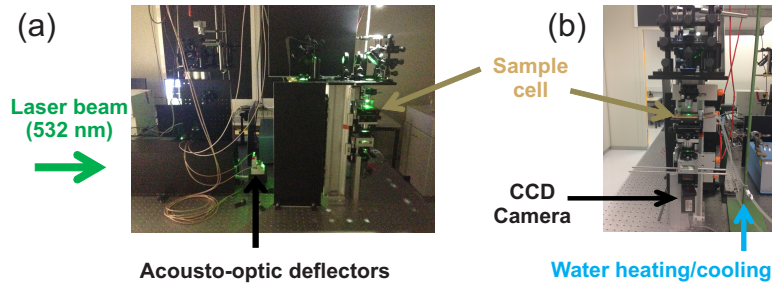 (a)
(b)
Laser beam
(532 nm)
Sample
cell
CCD
Camera
Acousto-optic deflectors
Water heating/cooling